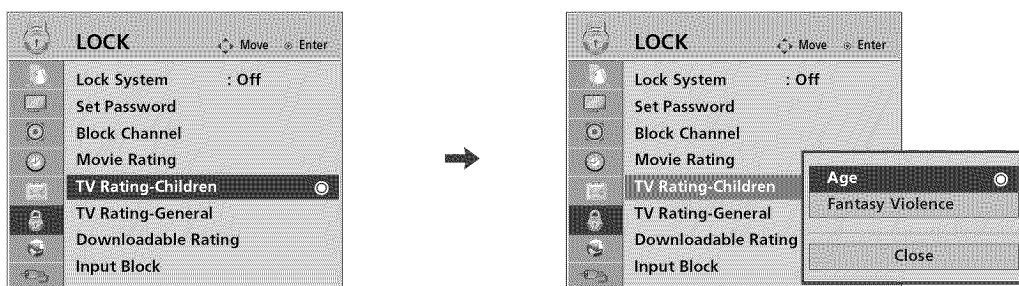 LOCK Move Enter
Lock System : Off
Set Password
Block Channel
Movie Rating
TV Rating-Children
TV Rating-General
Downloadable Rating
Input Block
LOCK Move Enter
Lock System : Off
Set Password
Block Channel
Movie Rating
TV Rating-Children
TV Rating-General
Downloadable Rating
Input Block
Age
Fantasy Violence
Close